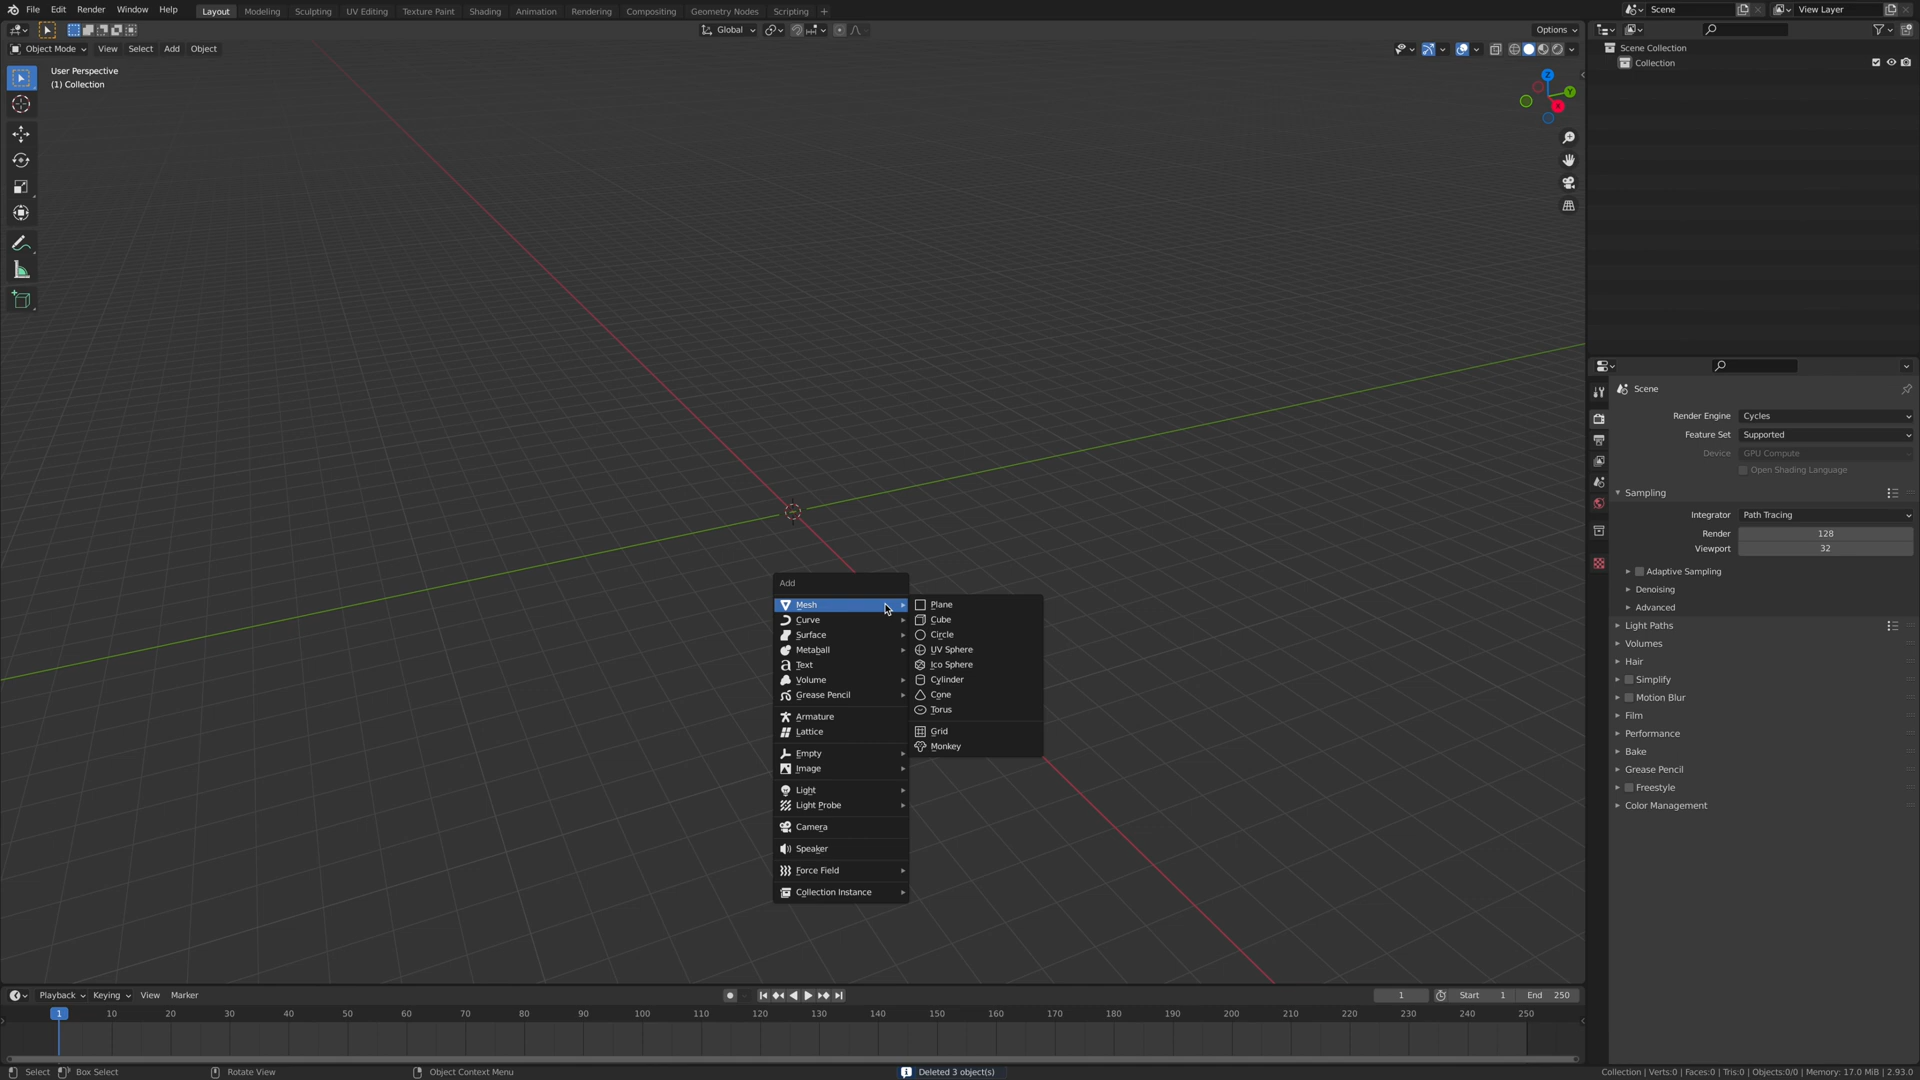 File Edit Render Window Help Layout Modeling Sculpting UV Editing Texture Paint Shading Animation Rendering Compositing Geometry Nodes Scripting + Scene View Layer
Global Options
Object Mode View Select Add Object
User Perspective
(1) Collection
Z
Y
X
Scene Collection
Collection
Scene
Render Engine Cycles
Feature Set Supported
Device GPU Compute
Open Shading Language
Sampling
Integrator Path Tracing
Render 128
Viewport 32
Adaptive Sampling
Denoising
Advanced
Light Paths
Volumes
Hair
Simplify
Motion Blur
Film
Performance
Bake
Grease Pencil
Freestyle
Color Management
Add
Mesh
Curve
Surface
Metaball
Text
Volume
Grease Pencil
Armature
Lattice
Empty
Image
Light
Light Probe
Camera
Speaker
Force Field
Collection Instance
Plane
Cube
Circle
UV Sphere
Ico Sphere
Cylinder
Cone
Torus
Grid
Monkey
Playback Keying View Marker 1 Start 1 End 250
1 10 20 30 40 50 60 70 80 90 100 110 120 130 140 150 160 170 180 190 200 210 220 230 240 250
Select Box Select Rotate View Object Context Menu Deleted 3 object(s) Collection | Verts:0 | Faces:0 | Tris:0 | Objects:0/0 | Memory: 17.0 MiB | 2.93.0